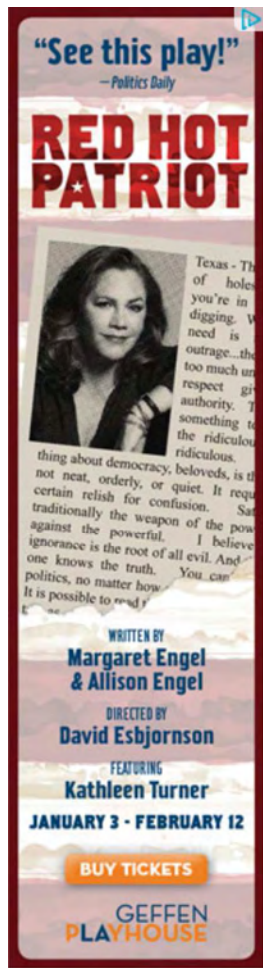 “See this play!”
— Politics Daily
RED HOT
PATRIOT
Texas - Th
of holes
you're in
digging. W
need is
outrage...the
too much un
respect gi
authority. T
something to
the ridiculou
ridiculous.
thing about democracy, beloveds, is th
not neat, orderly, or quiet. It requ
certain relish for confusion. Sat
traditionally the weapon of the pow
against the powerful. I believe
ignorance is the root of all evil. And
one knows the truth. You can
politics, no matter how
It is possible to read t
WRITTEN BY
Margaret Engel
& Allison Engel
DIRECTED BY
David Esbjornson
FEATURING
Kathleen Turner
JANUARY 3 - FEBRUARY 12
BUY TICKETS
GEFFEN
PLAYHOUSE